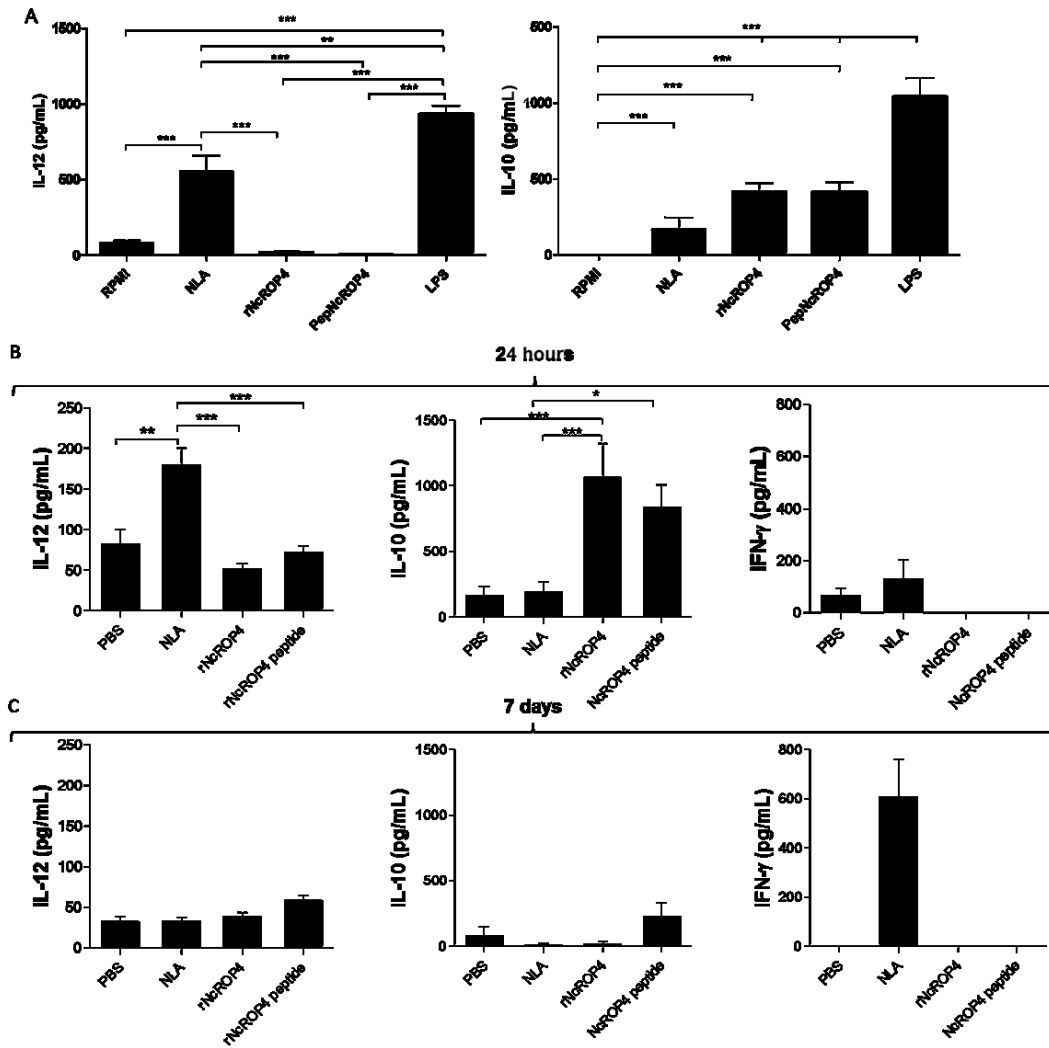 A
IL-12 (pg/mL)
1500
1000
500
0
***
**
***
***
***
***
***
RPMI
NLA
rNcROP4
PepNcROP4
LPS
IL-10 (pg/mL)
500
1000
500
0
***
***
***
***
RPMI
NLA
rNcROP4
PepNcROP4
LPS
B
24 hours
IL-12 (pg/mL)
250
200
150
100
50
0
***
**
***
PBS
NLA
rNcROP4
rNcROP4 peptide
IL-10 (pg/mL)
1500
1000
500
0
*
***
***
PBS
NLA
rNcROP4
NcROP4 peptide
IFN-γ (pg/mL)
800
600
400
200
0
PBS
NLA
rNcROP4
NcROP4 peptide
C
7 days
IL-12 (pg/mL)
250
200
150
100
50
0
PBS
NLA
rNcROP4
rNcROP4 peptide
IL-10 (pg/mL)
1500
1000
500
0
PBS
NLA
rNcROP4
NcROP4 peptide
IFN-γ (pg/mL)
800
600
400
200
0
PBS
NLA
rNcROP4
NcROP4 peptide